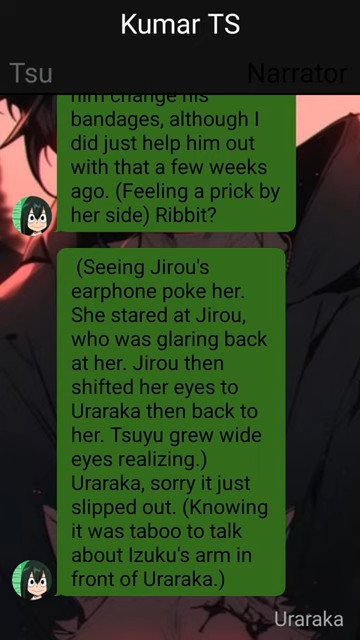 Kumar TS
Tsu
Narrator
him change his
bandages, although I
did just help him out
with that a few weeks
ago. (Feeling a prick by
her side) Ribbit?
(Seeing Jirou's
earphone poke her.
She stared at Jirou,
who was glaring back
at her. Jirou then
shifted her eyes to
Uraraka then back to
her. Tsuyu grew wide
eyes realizing.)
Uraraka, sorry it just
slipped out. (Knowing
it was taboo to talk
about Izuku's arm in
front of Uraraka.)
Uraraka